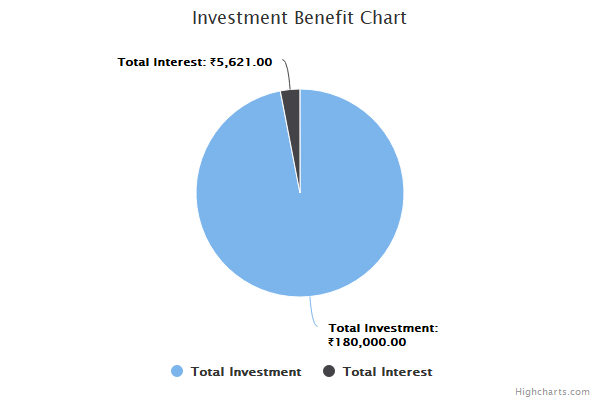 Investment Benefit Chart
Total Interest: ₹5,621.00
Total Investment:
₹180,000.00
Total Investment
Total Interest
Highcharts.com